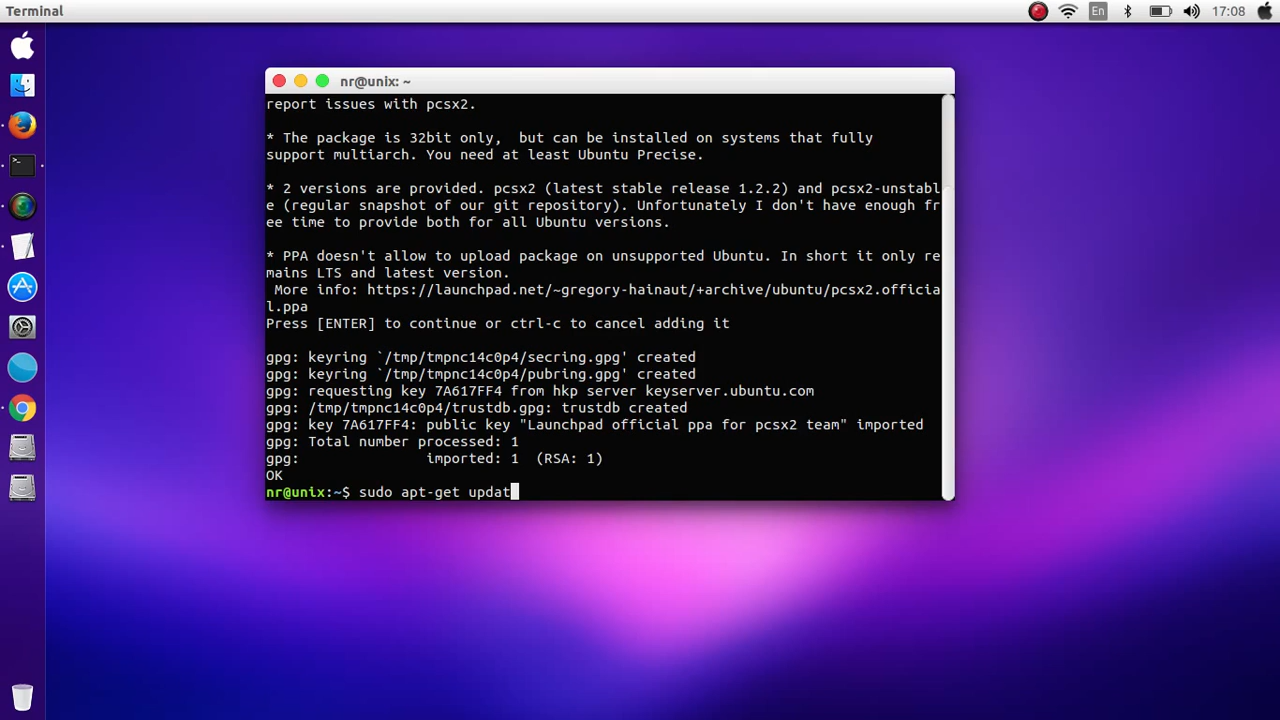 Terminal
En
17:08
nr@unix: ~
report issues with pcsx2.
* The package is 32bit only,  but can be installed on systems that fully
support multiarch. You need at least Ubuntu Precise.
* 2 versions are provided. pcsx2 (latest stable release 1.2.2) and pcsx2-unstabl
e (regular snapshot of our git repository). Unfortunately I don't have enough fr
ee time to provide both for all Ubuntu versions.
* PPA doesn't allow to upload package on unsupported Ubuntu. In short it only re
mains LTS and latest version.
 More info: https://launchpad.net/~gregory-hainaut/+archive/ubuntu/pcsx2.officia
l.ppa
Press [ENTER] to continue or ctrl-c to cancel adding it
gpg: keyring `/tmp/tmpnc14c0p4/secring.gpg' created
gpg: keyring `/tmp/tmpnc14c0p4/pubring.gpg' created
gpg: requesting key 7A617FF4 from hkp server keyserver.ubuntu.com
gpg: /tmp/tmpnc14c0p4/trustdb.gpg: trustdb created
gpg: key 7A617FF4: public key "Launchpad official ppa for pcsx2 team" imported
gpg: Total number processed: 1
gpg:               imported: 1  (RSA: 1)
OK
nr@unix:~$ sudo apt-get updat